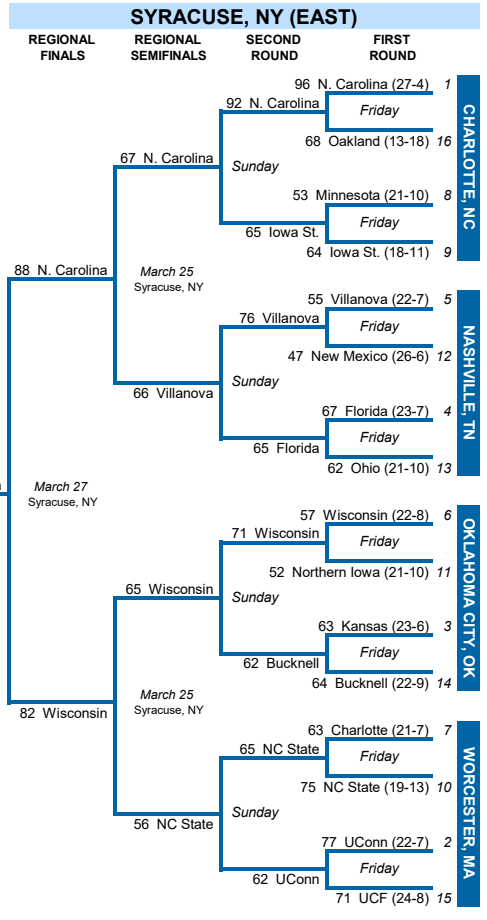 SYRACUSE, NY (EAST)
REGIONAL FINALS
REGIONAL SEMIFINALS
SECOND ROUND
FIRST ROUND
96 N. Carolina (27-4) 1
92 N. Carolina
Friday
68 Oakland (13-18) 16
67 N. Carolina
Sunday
53 Minnesota (21-10) 8
65 Iowa St.
Friday
64 Iowa St. (18-11) 9
CHARLOTTE, NC
88 N. Carolina
March 25
Syracuse, NY
55 Villanova (22-7) 5
76 Villanova
Friday
47 New Mexico (26-6) 12
66 Villanova
Sunday
67 Florida (23-7) 4
65 Florida
Friday
62 Ohio (21-10) 13
NASHVILLE, TN
March 27
Syracuse, NY
57 Wisconsin (22-8) 6
71 Wisconsin
Friday
52 Northern Iowa (21-10) 11
65 Wisconsin
Sunday
63 Kansas (23-6) 3
62 Bucknell
Friday
64 Bucknell (22-9) 14
OKLAHOMA CITY, OK
82 Wisconsin
March 25
Syracuse, NY
63 Charlotte (21-7) 7
65 NC State
Friday
75 NC State (19-13) 10
56 NC State
Sunday
77 UConn (22-7) 2
62 UConn
Friday
71 UCF (24-8) 15
WORCESTER, MA